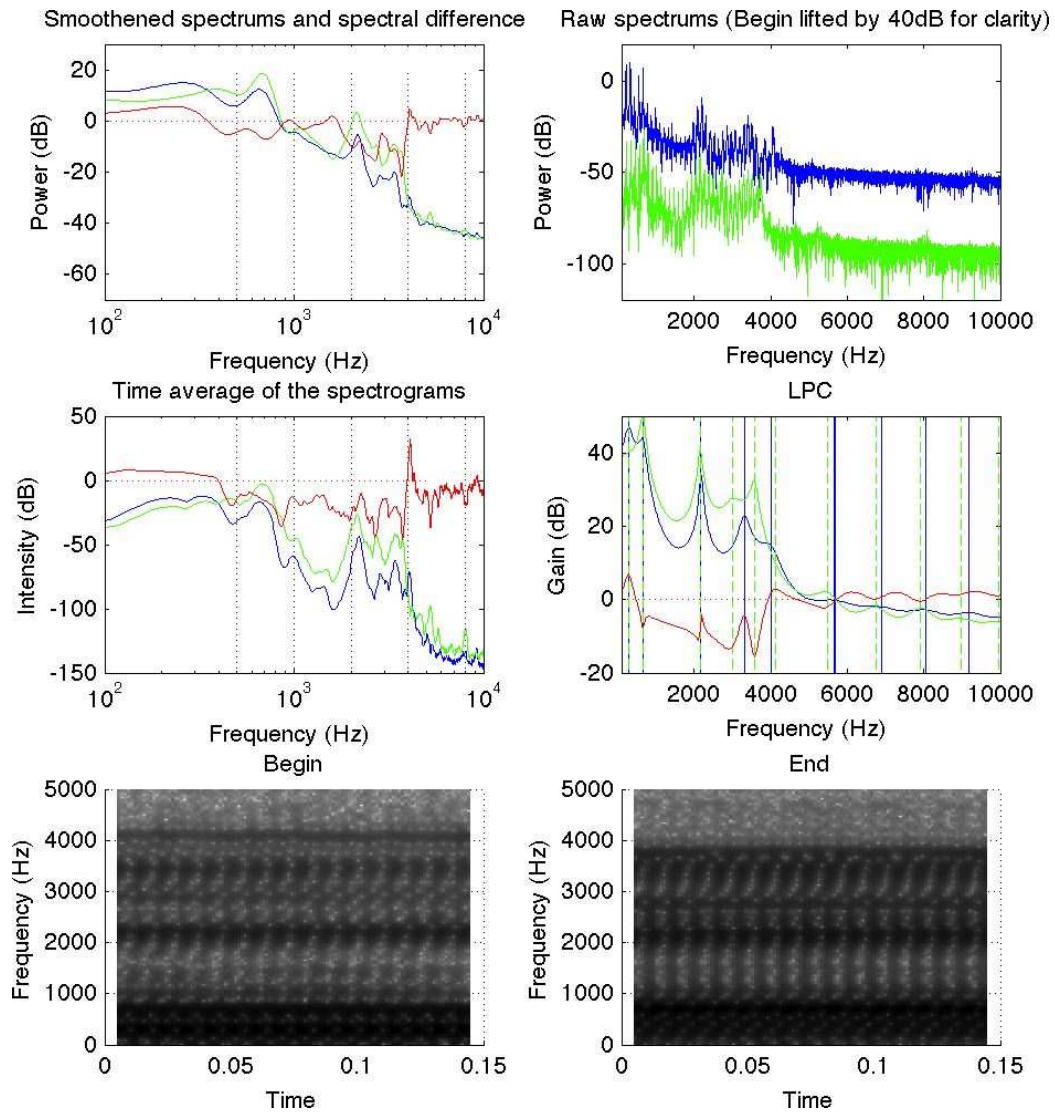 Smoothened spectrums and spectral difference
Power (dB)
20
0
-20
-40
-60
10^2
10^3
10^4
Frequency (Hz)
Raw spectrums (Begin lifted by 40dB for clarity)
Power (dB)
0
-50
-100
2000 4000 6000 8000 10000
Frequency (Hz)
Time average of the spectrograms
Intensity (dB)
50
0
-50
-100
-150
10^2
10^3
10^4
Frequency (Hz)
LPC
Gain (dB)
40
20
0
-20
2000 4000 6000 8000 10000
Frequency (Hz)
Begin
Frequency (Hz)
5000
4000
3000
2000
1000
0
0 0.05 0.1 0.15
Time
End
Frequency (Hz)
5000
4000
3000
2000
1000
0
0 0.05 0.1 0.15
Time